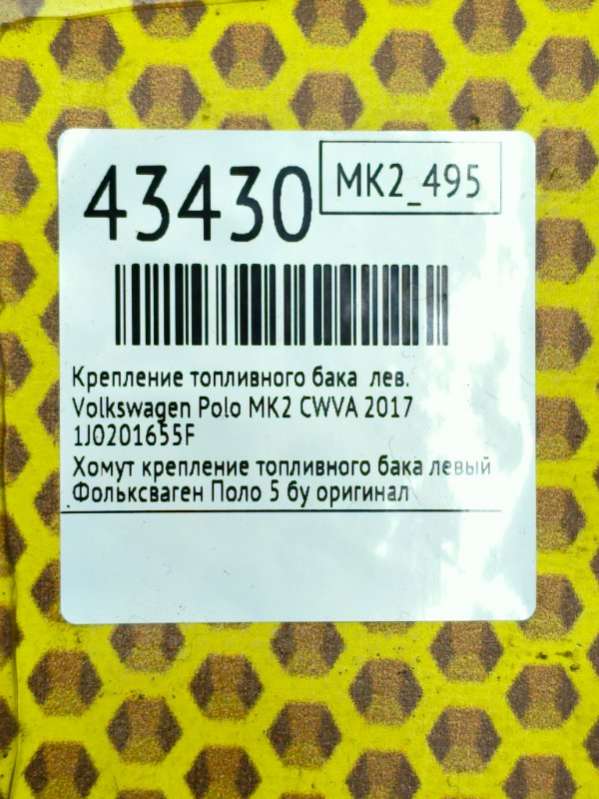 43430
MK2_495
Крепление топливного бака лев.
Volkswagen Polo MK2 CWVA 2017
1J0201655F
Хомут крепление топливного бака левый
Фольксваген Поло 5 бу оригинал